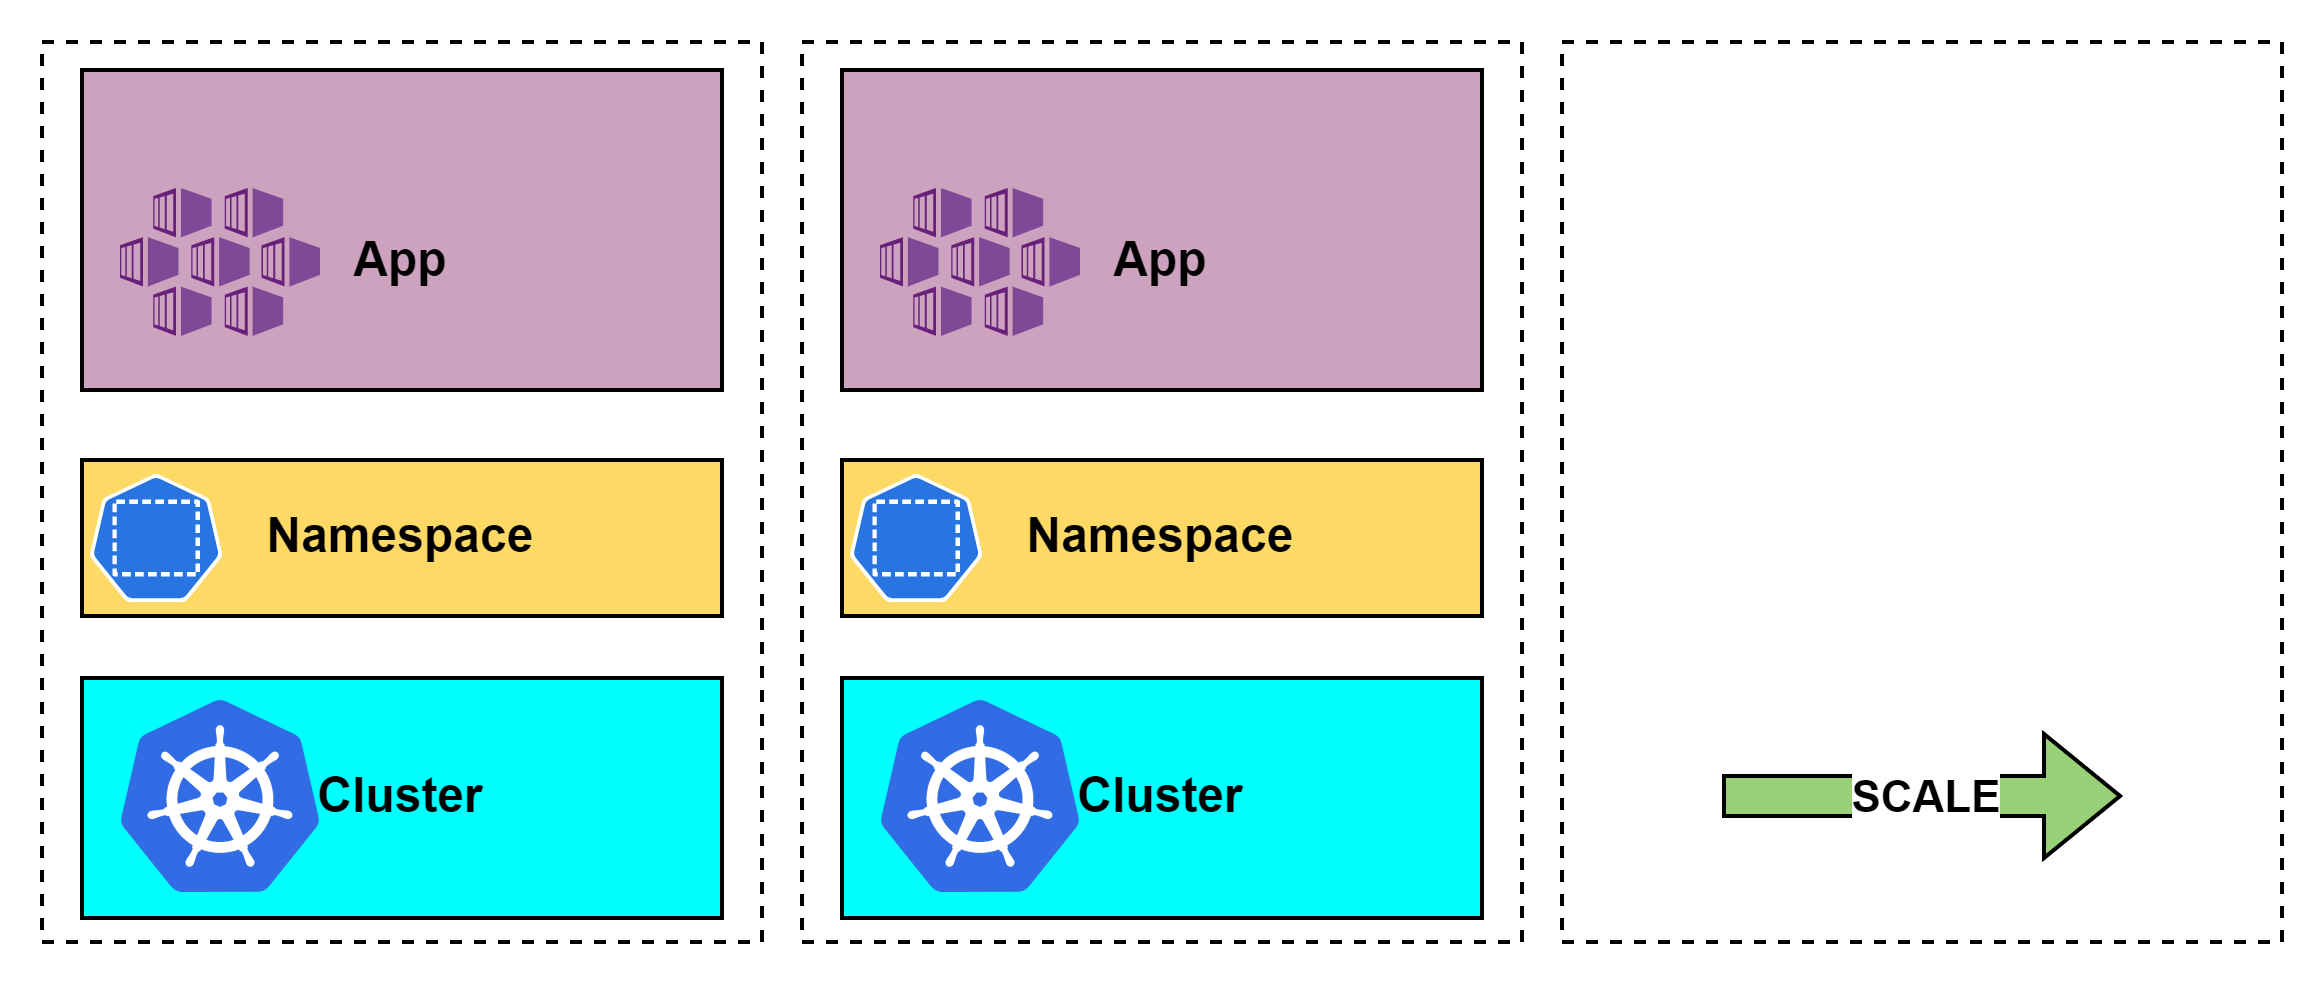 App
Namespace
Cluster
App
Namespace
Cluster
SCALE